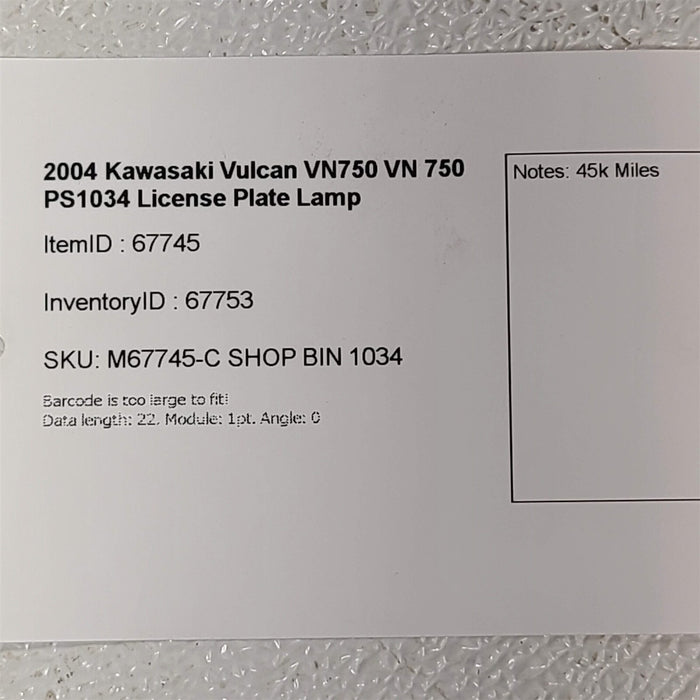 2004 Kawasaki Vulcan VN750 VN 750
PS1034 License Plate Lamp
ItemID : 67745
InventoryID : 67753
SKU: M67745-C SHOP BIN 1034
Barcode is too large to fit!
Data length: 22, Module: 1pt. Angle: 0
Notes: 45k Miles